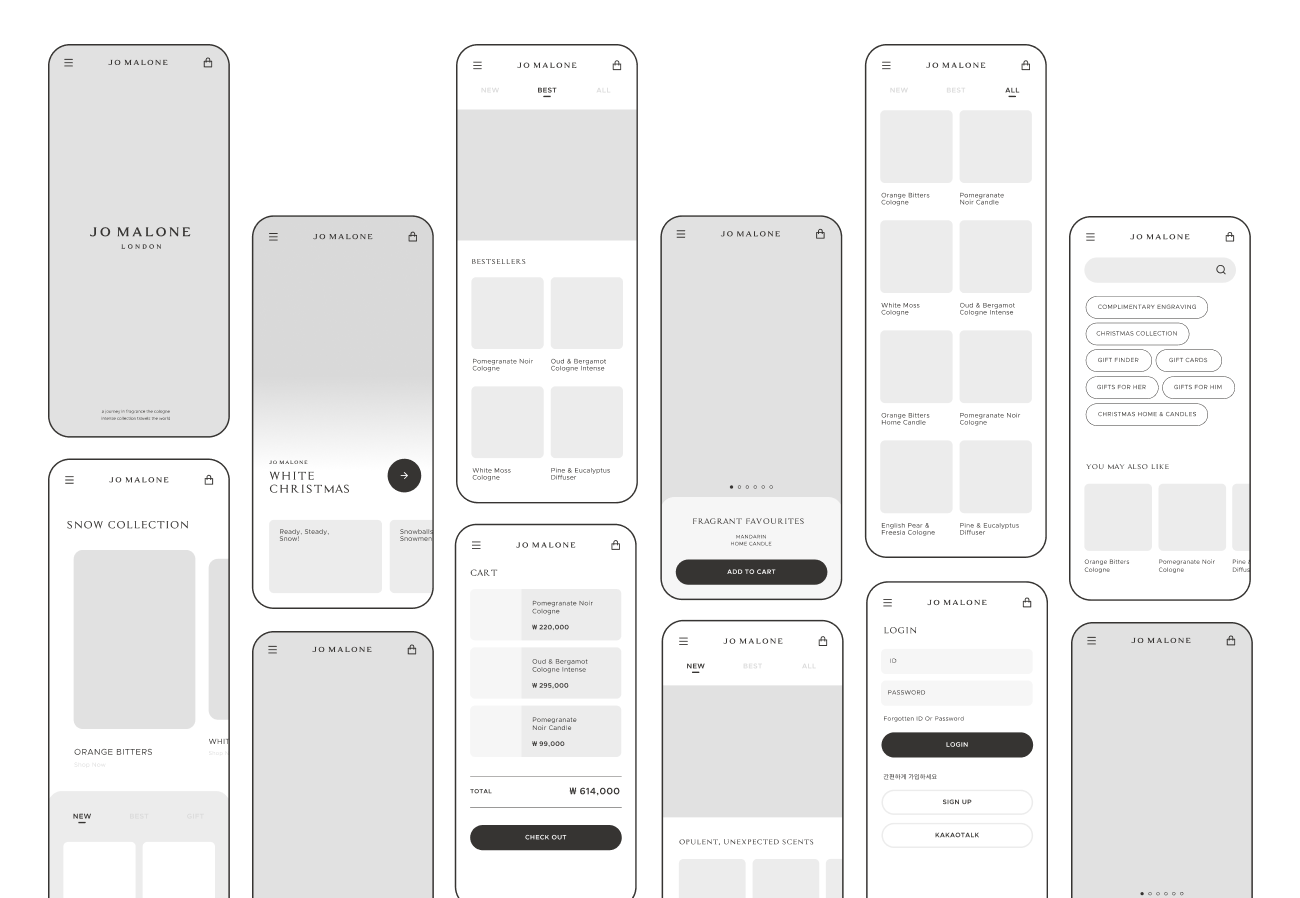 JO MALONE
JO MALONE
LONDON
A journey in fragrance the cologne
intense collection travels the world.
JO MALONE
SNOW COLLECTION
ORANGE BITTERS
Shop Now
WHIT
Shop N
NEW
BEST
GIFT
JO MALONE
JO MALONE
WHITE
CHRISTMAS
Ready, Steady,
Snow!
Snowballs
Snowmen
JO MALONE
JO MALONE
NEW
BEST
ALL
BESTSELLERS
Pomegranate Noir
Cologne
Oud & Bergamot
Cologne Intense
White Moss
Cologne
Pine & Eucalyptus
Diffuser
JO MALONE
CART
Pomegranate Noir
Cologne
₩ 220,000
Oud & Bergamot
Cologne Intense
₩ 295,000
Pomegranate
Noir Candle
₩ 99,000
TOTAL
₩ 614,000
CHECK OUT
JO MALONE
FRAGRANT FAVOURITES
MANDARIN
HOME CANDLE
ADD TO CART
JO MALONE
NEW
BEST
ALL
OPULENT, UNEXPECTED SCENTS
JO MALONE
NEW
BEST
ALL
Orange Bitters
Cologne
Pomegranate
Noir Candle
White Moss
Cologne
Oud & Bergamot
Cologne Intense
Orange Bitters
Home Candle
Pomegranate Noir
Cologne
English Pear &
Freesia Cologne
Pine & Eucalyptus
Diffuser
JO MALONE
LOGIN
ID
PASSWORD
Forgotten ID Or Password
LOGIN
간편하게 가입하세요
SIGN UP
KAKAOTALK
JO MALONE
COMPLIMENTARY ENGRAVING
CHRISTMAS COLLECTION
GIFT FINDER
GIFT CARDS
GIFTS FOR HER
GIFTS FOR HIM
CHRISTMAS HOME & CANDLES
YOU MAY ALSO LIKE
Orange Bitters
Cologne
Pomegranate Noir
Cologne
Pine &
Diffus
JO MALONE